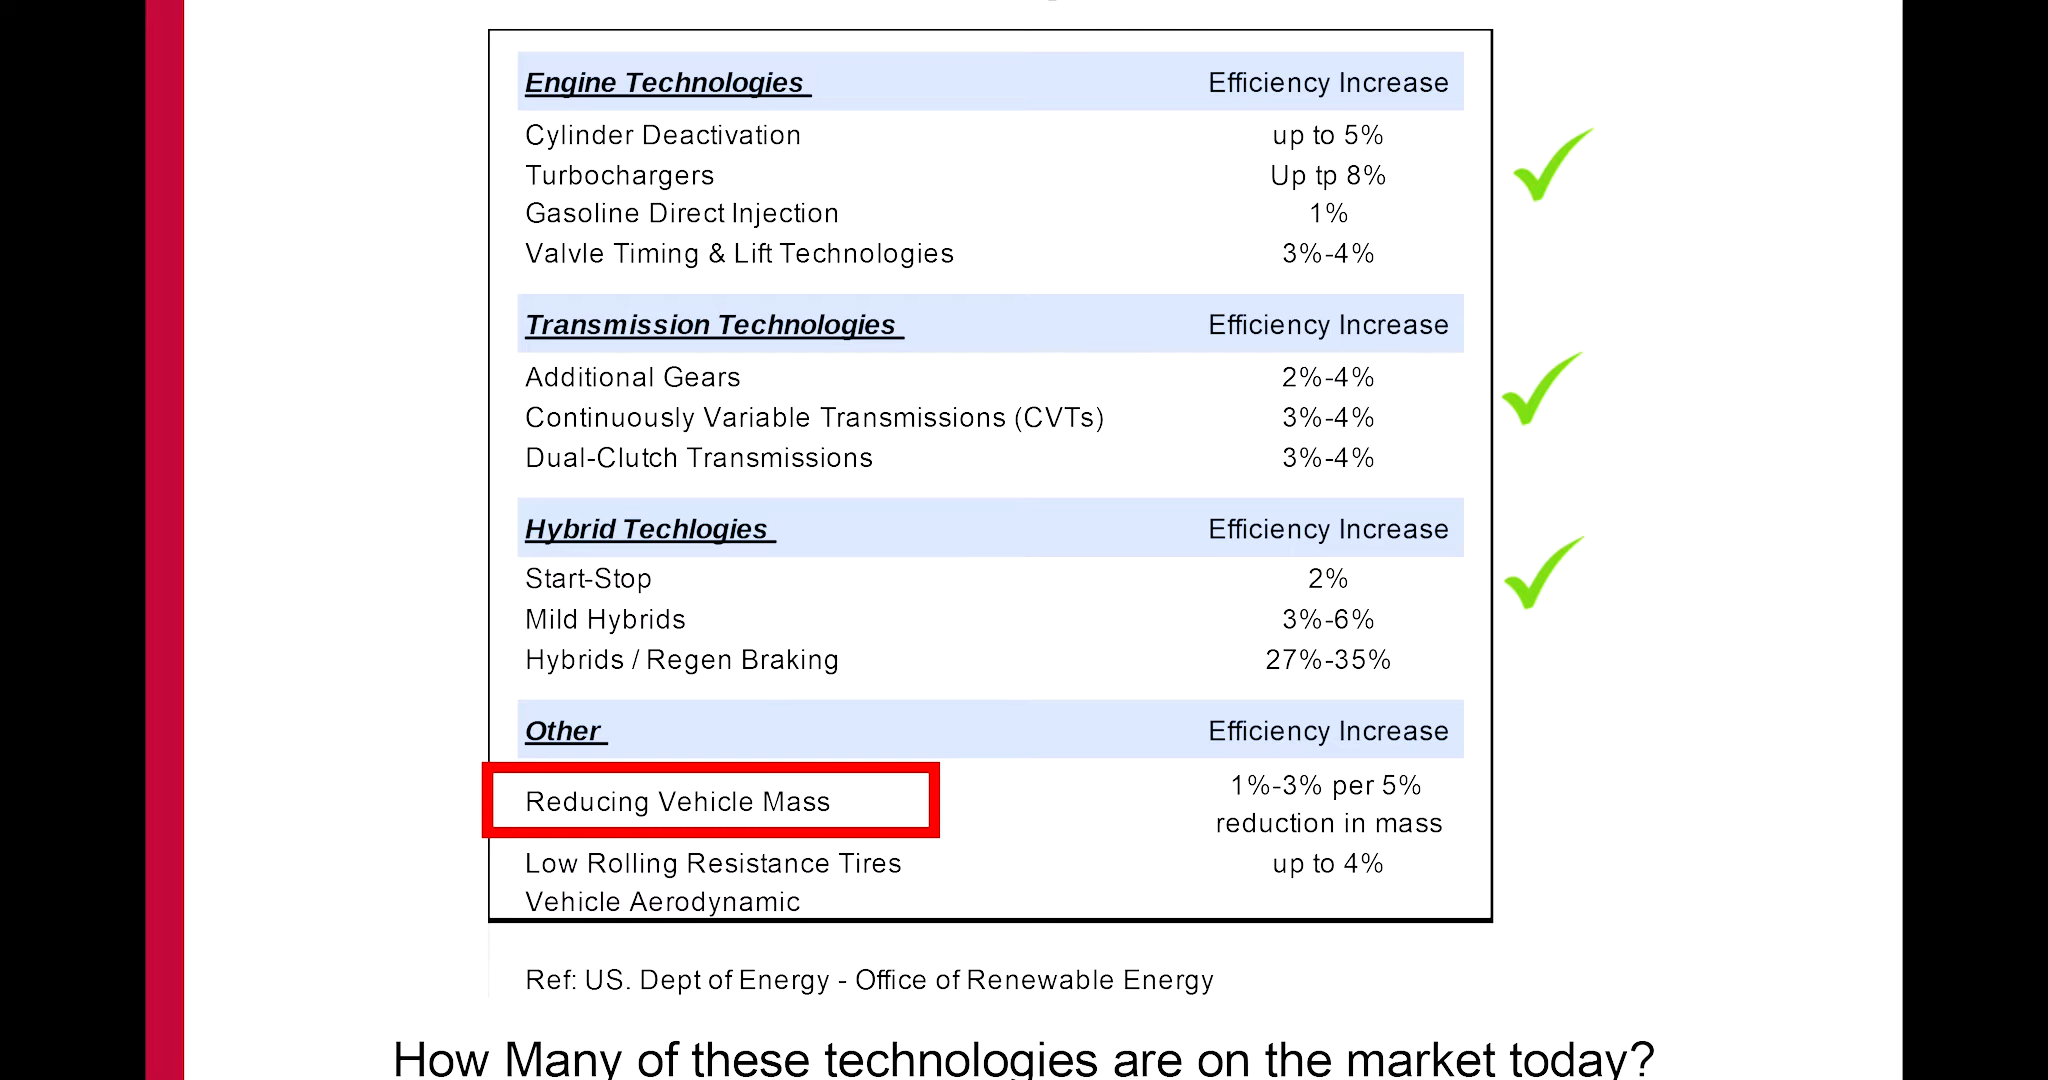 Engine Technologies Efficiency Increase
Cylinder Deactivation up to 5%
Turbochargers Up tp 8%
Gasoline Direct Injection 1%
Valvle Timing & Lift Technologies 3%-4%
Transmission Technologies Efficiency Increase
Additional Gears 2%-4%
Continuously Variable Transmissions (CVTs) 3%-4%
Dual-Clutch Transmissions 3%-4%
Hybrid Techlogies Efficiency Increase
Start-Stop 2%
Mild Hybrids 3%-6%
Hybrids / Regen Braking 27%-35%
Other Efficiency Increase
Reducing Vehicle Mass 1%-3% per 5%
reduction in mass
Low Rolling Resistance Tires up to 4%
Vehicle Aerodynamic
Ref: US. Dept of Energy - Office of Renewable Energy
How Many of these technologies are on the market today?